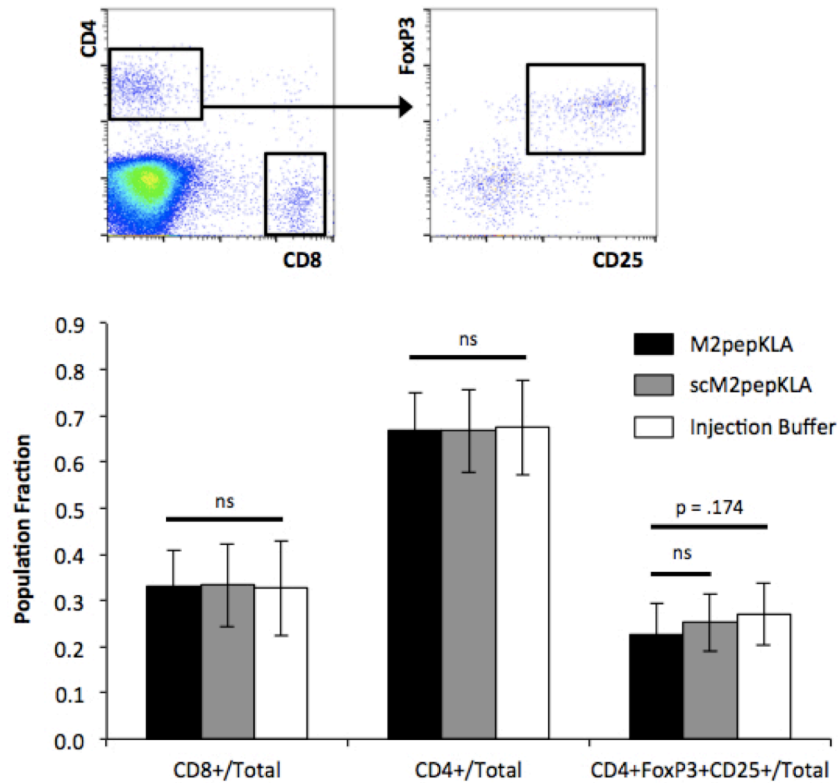 CD4
CD8
FoxP3
CD25
Population Fraction
0.9
0.8
0.7
0.6
0.5
0.4
0.3
0.2
0.1
0.0
M2pepKLA
scM2pepKLA
Injection Buffer
ns
ns
p = .174
ns
CD8+/Total
CD4+/Total
CD4+FoxP3+CD25+/Total